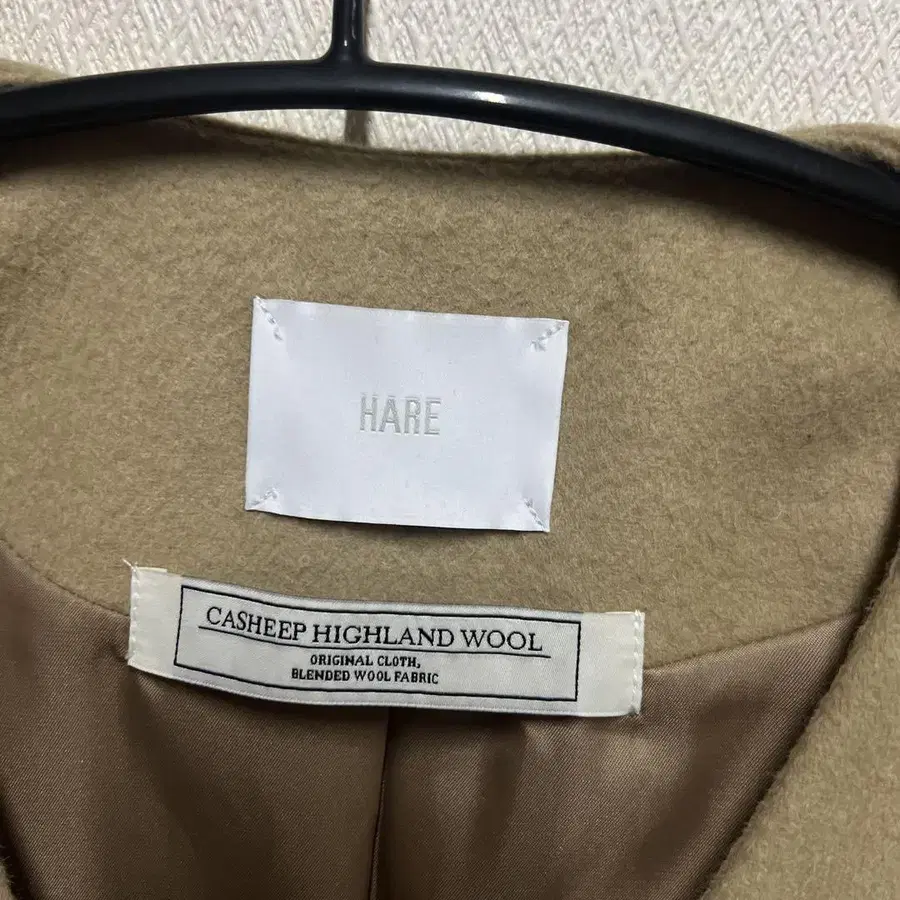 HARE
CASHEEP HIGHLAND WOOL
ORIGINAL CLOTH,
BLENDED WOOL FABRIC